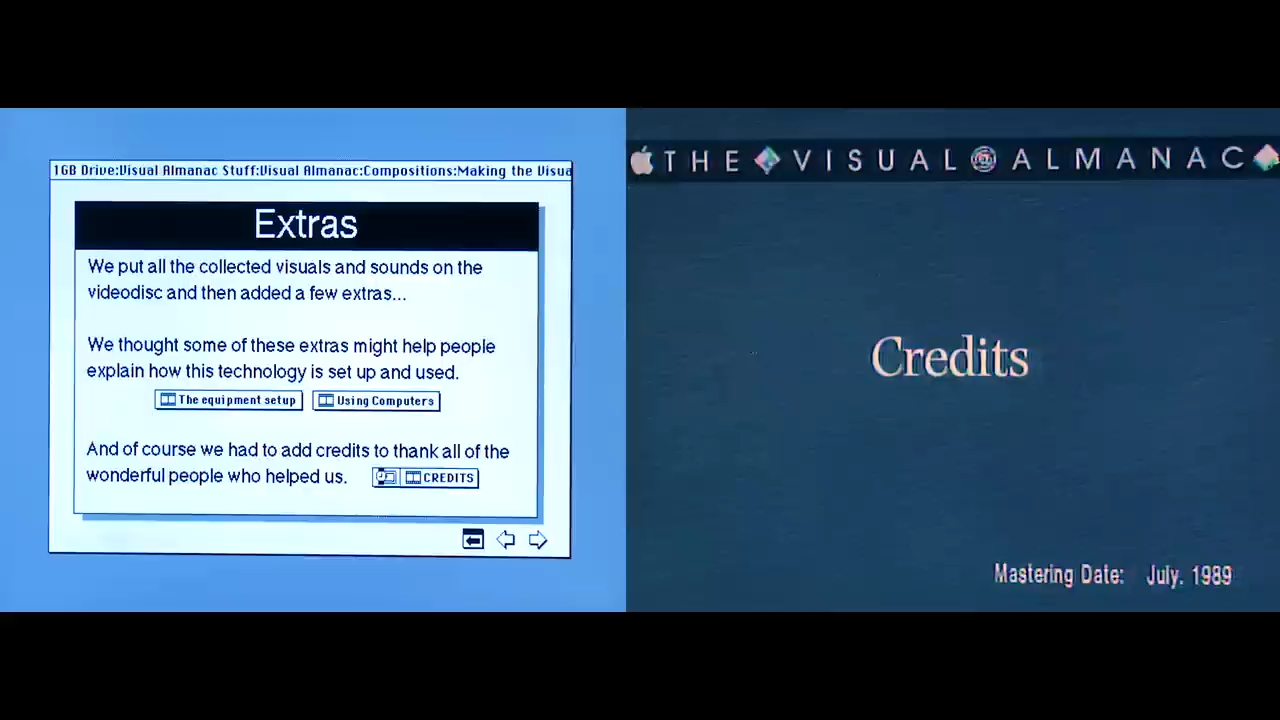 1GB Drive:Visual Almanac Stuff:Visual Almanac:Compositions:Making the Visua
Extras
We put all the collected visuals and sounds on the
videodisc and then added a few extras...
We thought some of these extras might help people
explain how this technology is set up and used.
The equipment setup
Using Computers
And of course we had to add credits to thank all of the
wonderful people who helped us.
CREDITS
THE VISUAL ALMANAC
Credits
Mastering Date: July. 1989